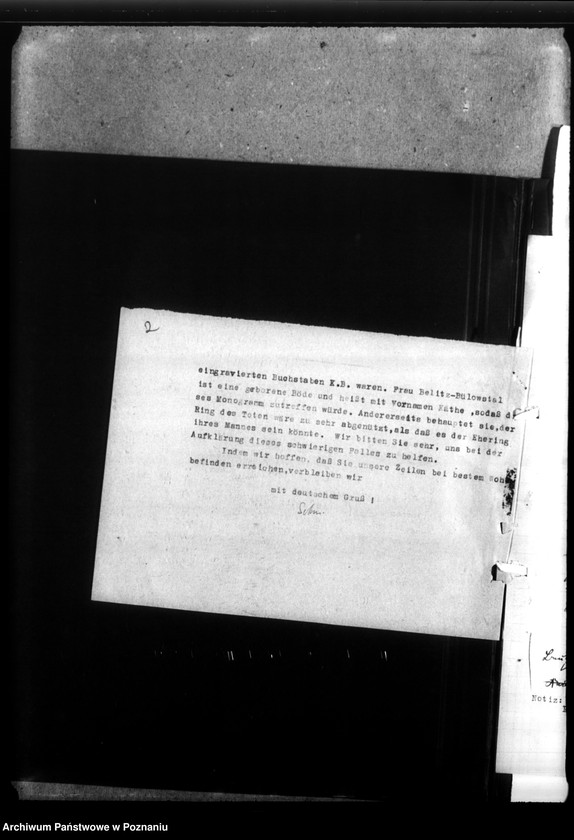 2
eingravierten Buchstaben K.B. waren. Frau Belitz-Bülowstal
ist eine geborene Böde und heißt mit Vornamen Käthe ,sodaß di
ses Monogramm zutreffen würde. Andererseits behauptet sie,der
Ring des Toten wäre zu sehr abgenützt,als daß es der Ehering
ihres Mannes sein könnte. Wir bitten Sie sehr, uns bei der
Aufklärung dieses schwierigen Falles zu helfen.
Indem wir hoffen, daß Sie unsere Zeilen bei bestem Wohl
befinden erreichen,verbleiben wir
mit deutschem Gruß !
Notiz:
Archiwum Państwowe w Poznaniu